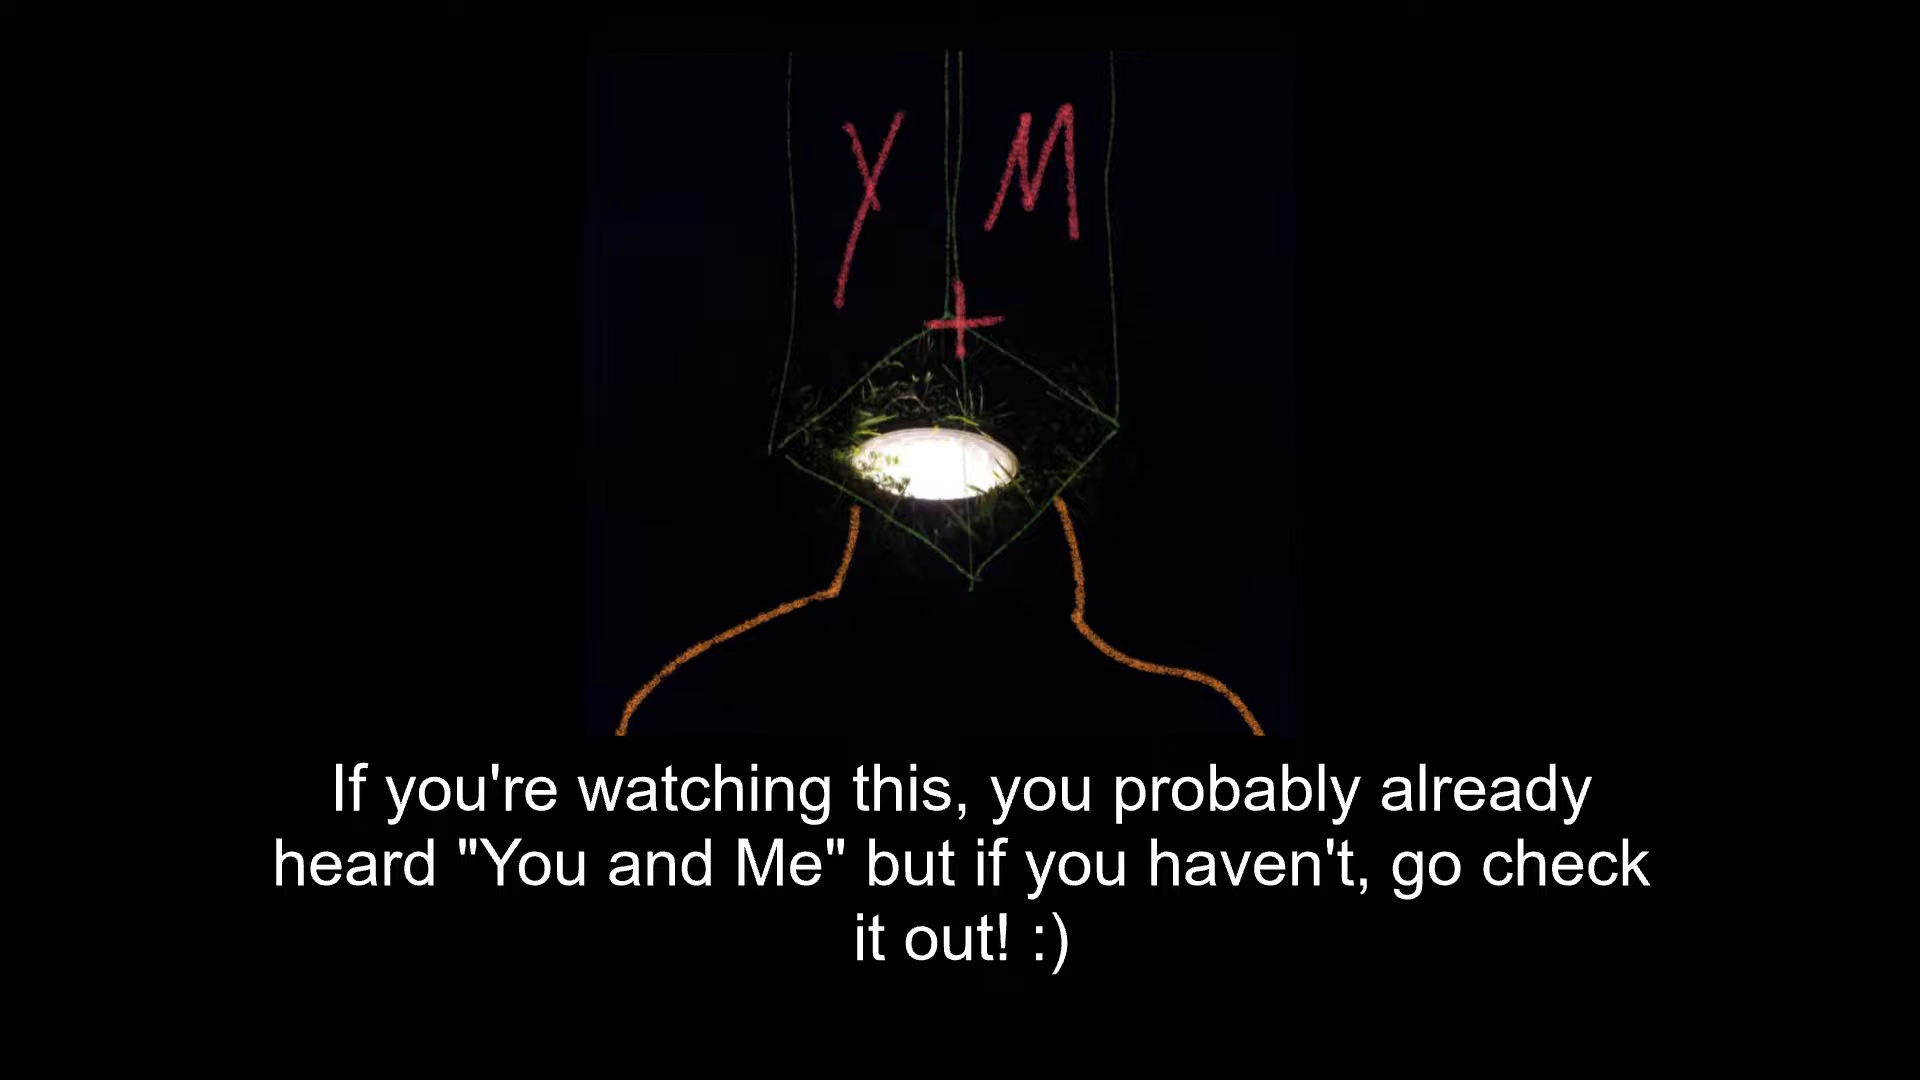 Y M
+
If you're watching this, you probably already
heard "You and Me" but if you haven't, go check
it out! :)